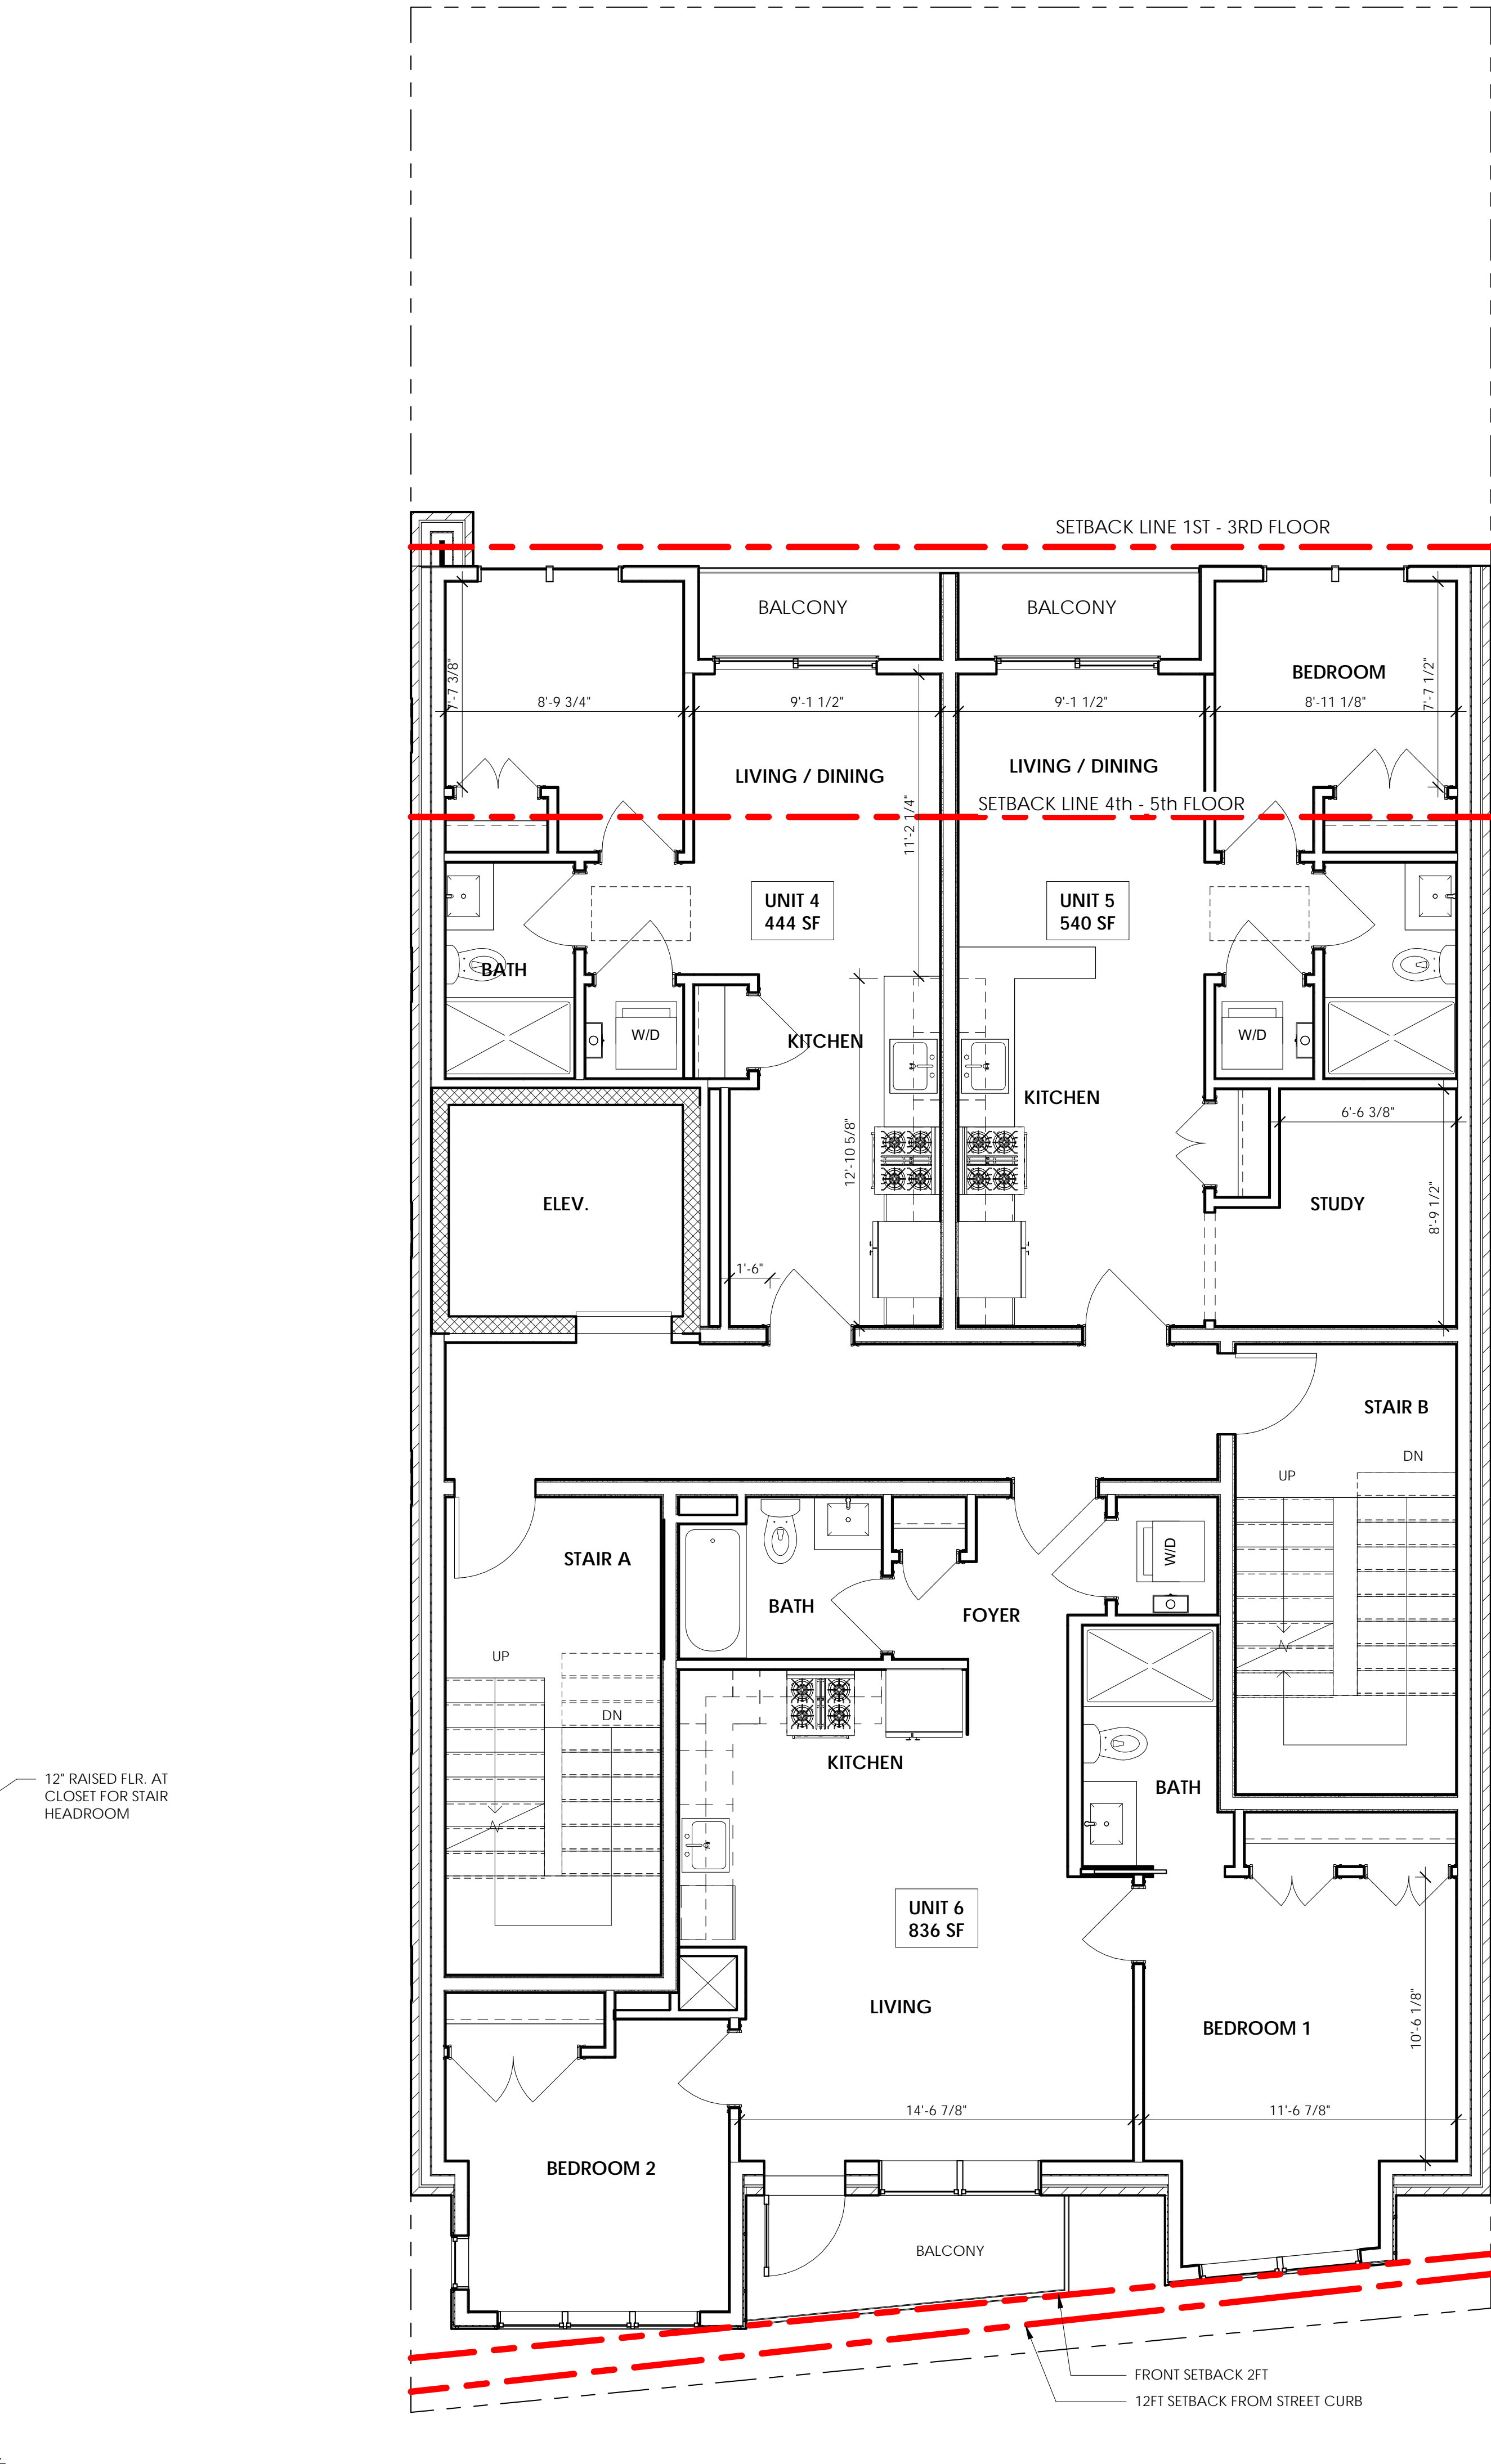 SETBACK LINE 1ST - 3RD FLOOR
BALCONY
BALCONY
7'-7 3/8"
8'-9 3/4"
9'-1 1/2"
9'-1 1/2"
BEDROOM
8'-11 1/8"
7'-7 1/2"
LIVING / DINING
LIVING / DINING
SETBACK LINE 4th - 5th FLOOR
11'-2 1/4"
UNIT 4
444 SF
UNIT 5
540 SF
BATH
W/D
KITCHEN
W/D
KITCHEN
6'-6 3/8"
12'-10 5/8"
ELEV.
STUDY
8'-9 1/2"
1'-6"
STAIR B
DN
UP
STAIR A
W/D
BATH
FOYER
UP
DN
KITCHEN
BATH
12" RAISED FLR. AT
CLOSET FOR STAIR
HEADROOM
UNIT 6
836 SF
LIVING
BEDROOM 1
10'-6 1/8"
14'-6 7/8"
11'-6 7/8"
BEDROOM 2
BALCONY
FRONT SETBACK 2FT
12FT SETBACK FROM STREET CURB